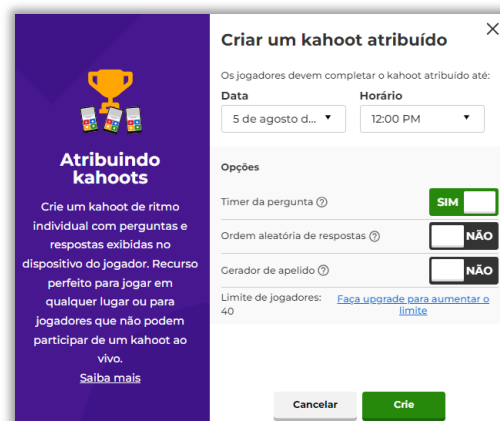 Atribuindo
kahoots
Crie um kahoot de ritmo
individual com perguntas e
respostas exibidas no
dispositivo do jogador. Recurso
perfeito para jogar em
qualquer lugar ou para
jogadores que não podem
participar de um kahoot ao
vivo.
Saiba mais
Criar um kahoot atribuído
Os jogadores devem completar o kahoot atribuído até:
Data Horário
5 de agosto d... 12:00 PM
Opções
Timer da pergunta SIM
Ordem aleatória de respostas NÃO
Gerador de apelido NÃO
Limite de jogadores: Faça upgrade para aumentar o
40 limite
Cancelar Crie